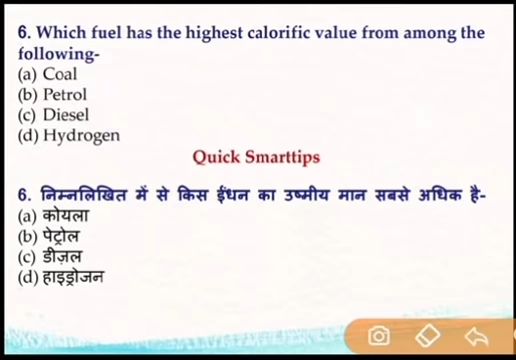 6. Which fuel has the highest calorific value from among the
following-
(a) Coal
(b) Petrol
(c) Diesel
(d) Hydrogen
Quick Smarttips
6. निम्नलिखित में से किस ईंधन का उष्मीय मान सबसे अधिक है-
(a) कोयला
(b) पेट्रोल
(c) डीज़ल
(d) हाइड्रोजन